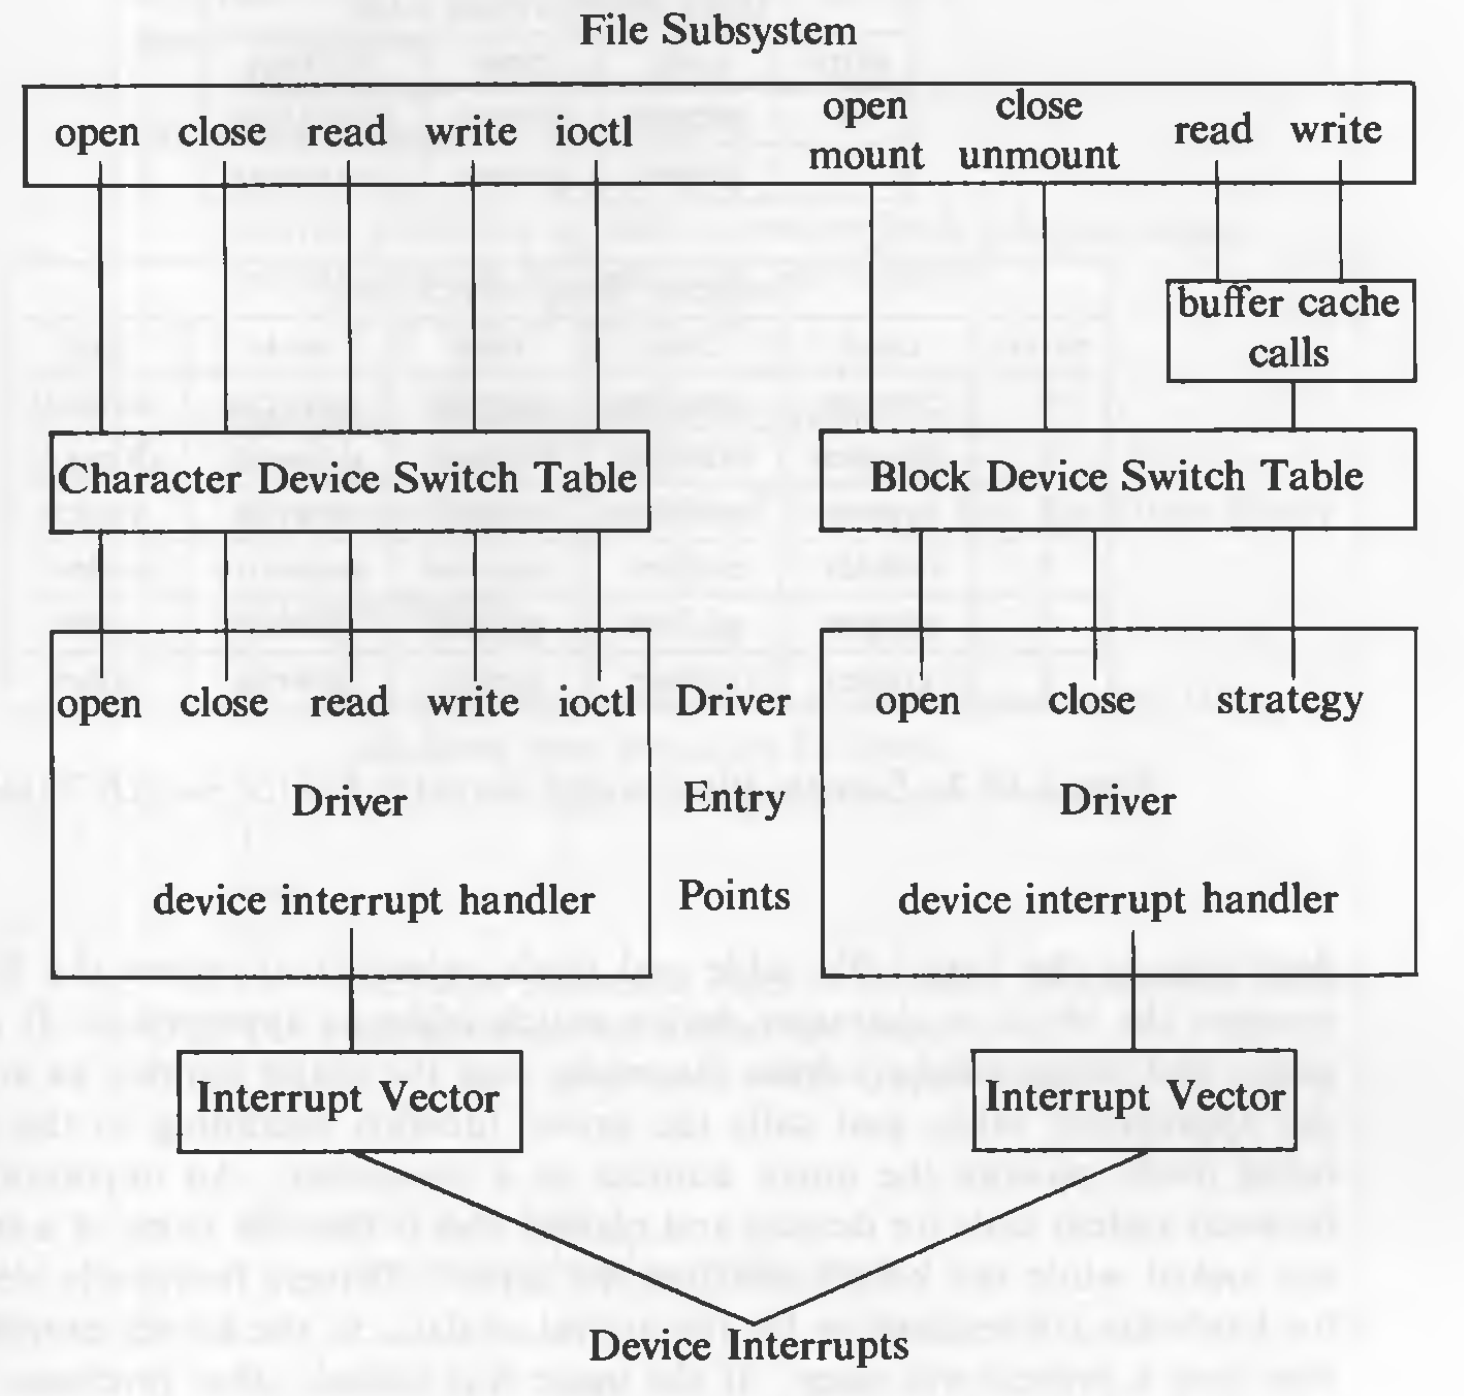 File Subsystem
open close read write ioctl
open mount
close unmount
read write
buffer cache
calls
Character Device Switch Table
Block Device Switch Table
open close read write ioctl
Driver
device interrupt handler
Driver
Entry
Points
open close strategy
Driver
device interrupt handler
Interrupt Vector
Interrupt Vector
Device Interrupts